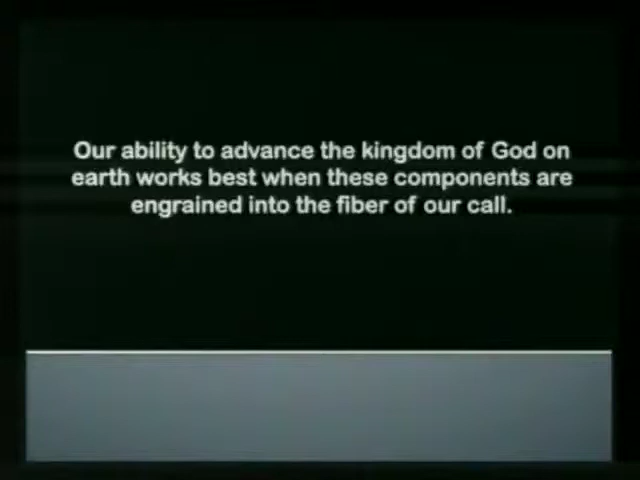 Our ability to advance the kingdom of God on
earth works best when these components are
engrained into the fiber of our call.